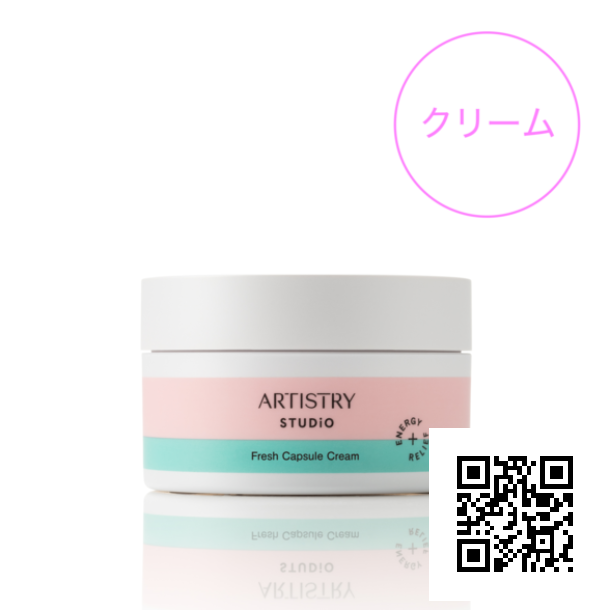 クリーム
ARTISTRY
STUDiO
Fresh Capsule Cream
ENERGY
+
RELIEF